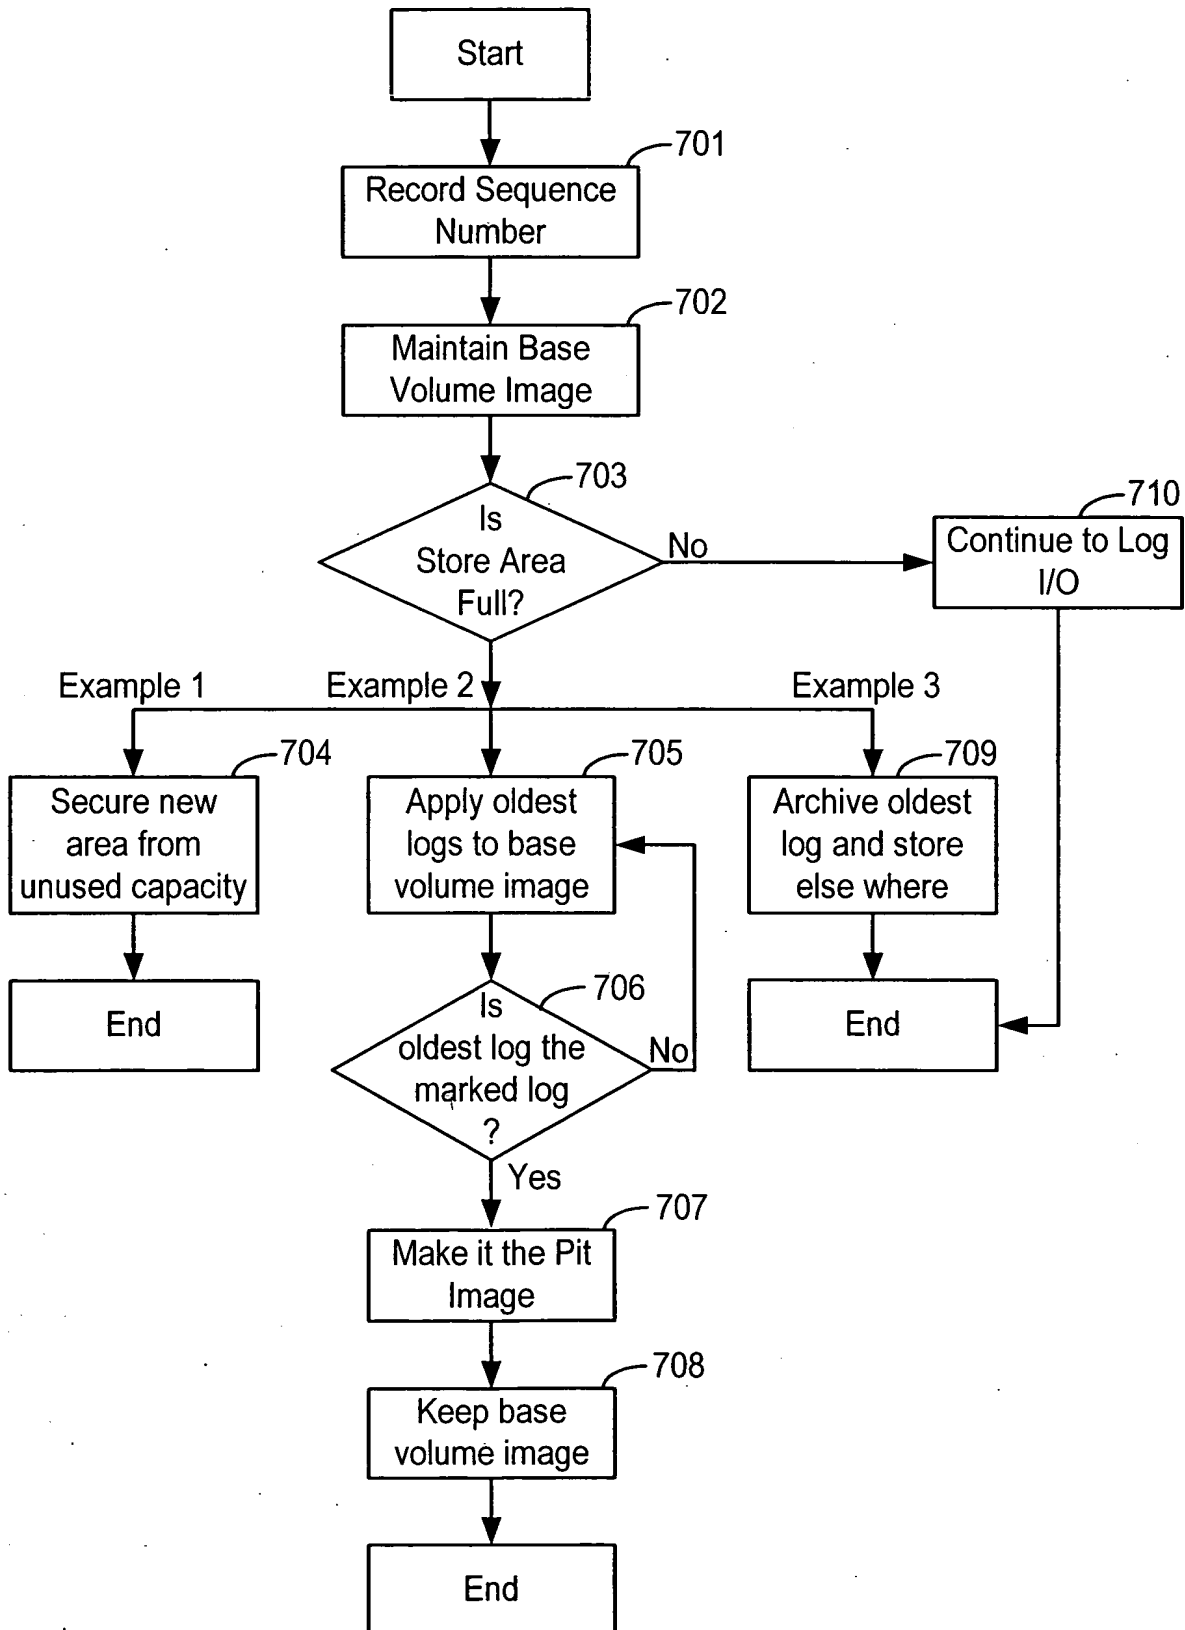 Start
701
Record Sequence
Number
702
Maintain Base
Volume Image
703
Is
Store Area
Full?
No
710
Continue to Log
I/O
Example 1
Example 2
Example 3
704
Secure new
area from
unused capacity
705
Apply oldest
logs to base
volume image
709
Archive oldest
log and store
else where
End
706
Is
oldest log the
marked log
?
No
End
Yes
707
Make it the Pit
Image
708
Keep base
volume image
End